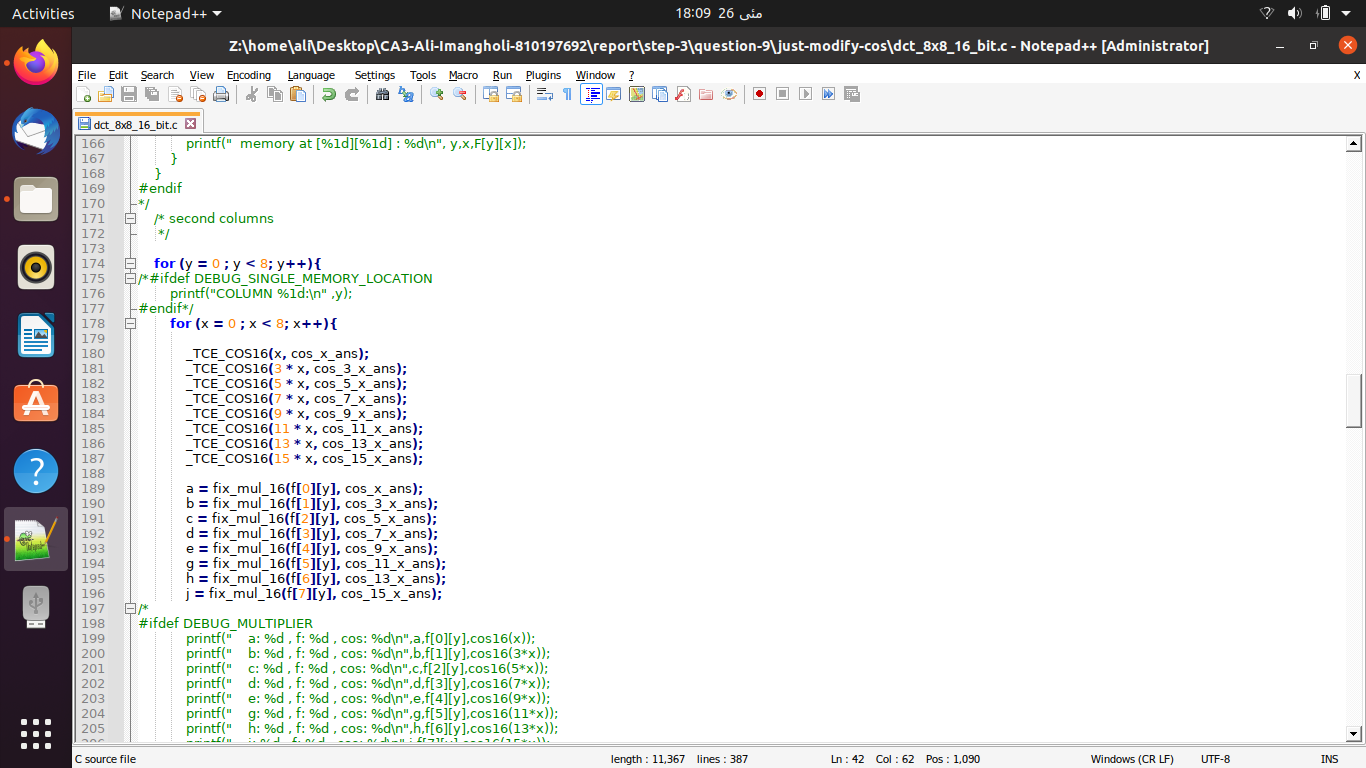 Activities Notepad++ 18:09 26 مئی
Z:\home\ali\Desktop\CA3-Ali-Imangholi-810197692\report\step-3\question-9\just-modify-cos\dct_8x8_16_bit.c - Notepad++ [Administrator]
File Edit Search View Encoding Language Settings Tools Macro Run Plugins Window ? X
dct_8x8_16_bit.c
166 printf("  memory at [%1d][%1d] : %d\n", y,x,F[y][x]);
167 }
168 }
169 #endif
170 */
171 /* second columns
172 */
173
174 for (y = 0 ; y < 8; y++){
175 /*#ifdef DEBUG_SINGLE_MEMORY_LOCATION
176 printf("COLUMN %1d:\n" ,y);
177 #endif*/
178 for (x = 0 ; x < 8; x++){
179
180 _TCE_COS16(x, cos_x_ans);
181 _TCE_COS16(3 * x, cos_3_x_ans);
182 _TCE_COS16(5 * x, cos_5_x_ans);
183 _TCE_COS16(7 * x, cos_7_x_ans);
184 _TCE_COS16(9 * x, cos_9_x_ans);
185 _TCE_COS16(11 * x, cos_11_x_ans);
186 _TCE_COS16(13 * x, cos_13_x_ans);
187 _TCE_COS16(15 * x, cos_15_x_ans);
188
189 a = fix_mul_16(f[0][y], cos_x_ans);
190 b = fix_mul_16(f[1][y], cos_3_x_ans);
191 c = fix_mul_16(f[2][y], cos_5_x_ans);
192 d = fix_mul_16(f[3][y], cos_7_x_ans);
193 e = fix_mul_16(f[4][y], cos_9_x_ans);
194 g = fix_mul_16(f[5][y], cos_11_x_ans);
195 h = fix_mul_16(f[6][y], cos_13_x_ans);
196 j = fix_mul_16(f[7][y], cos_15_x_ans);
197 /*
198 #ifdef DEBUG_MULTIPLIER
199 printf("    a: %d , f: %d , cos: %d\n",a,f[0][y],cos16(x));
200 printf("    b: %d , f: %d , cos: %d\n",b,f[1][y],cos16(3*x));
201 printf("    c: %d , f: %d , cos: %d\n",c,f[2][y],cos16(5*x));
202 printf("    d: %d , f: %d , cos: %d\n",d,f[3][y],cos16(7*x));
203 printf("    e: %d , f: %d , cos: %d\n",e,f[4][y],cos16(9*x));
204 printf("    g: %d , f: %d , cos: %d\n",g,f[5][y],cos16(11*x));
205 printf("    h: %d , f: %d , cos: %d\n",h,f[6][y],cos16(13*x));
C source file length : 11,367 lines : 387 Ln : 42 Col : 62 Pos : 1,090 Windows (CR LF) UTF-8 INS